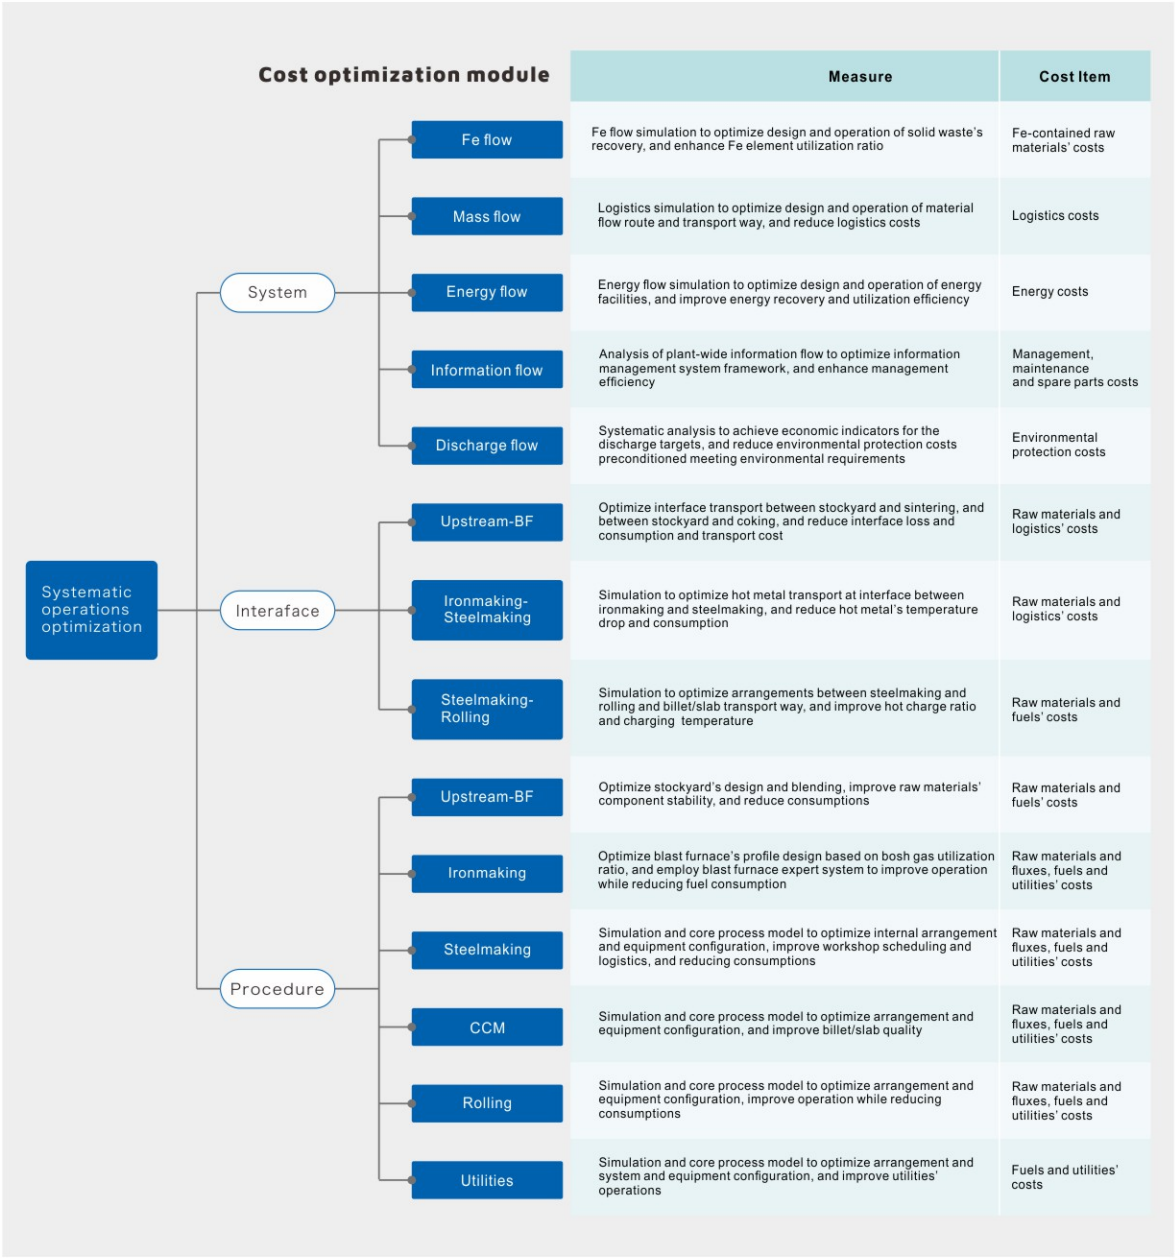 Cost optimization module
Measure
Cost Item
Fe flow
Fe flow simulation to optimize design and operation of solid waste's
recovery, and enhance Fe element utilization ratio
Fe-contained raw
materials' costs
Mass flow
Logistics simulation to optimize design and operation of material
flow route and transport way, and reduce logistics costs
Logistics costs
System
Energy flow
Energy flow simulation to optimize design and operation of energy
facilities, and improve energy recovery and utilization efficiency
Energy costs
Information flow
Analysis of plant-wide information flow to optimize information
management system framework, and enhance management
efficiency
Management,
maintenance
and spare parts costs
Discharge flow
Systematic analysis to achieve economic indicators for the
discharge targets, and reduce environmental protection costs
preconditioned meeting environmental requirements
Environmental
protection costs
Upstream-BF
Optimize interface transport between stockyard and sintering, and
between stockyard and coking, and reduce interface loss and
consumption and transport cost
Raw materials and
logistics' costs
Systematic
operations
optimization
Interaface
Ironmaking-
Steelmaking
Simulation to optimize hot metal transport at interface between
ironmaking and steelmaking, and reduce hot metal's temperature
drop and consumption
Raw materials and
logistics' costs
Steelmaking-
Rolling
Simulation to optimize arrangements between steelmaking and
rolling and billet/slab transport way, and improve hot charge ratio
and charging temperature
Raw materials and
fuels' costs
Upstream-BF
Optimize stockyard's design and blending, improve raw materials'
component stability, and reduce consumptions
Raw materials and
fuels' costs
Ironmaking
Optimize blast furnace's profile design based on bosh gas utilization
ratio, and employ blast furnace expert system to improve operation
while reducing fuel consumption
Raw materials and
fluxes, fuels and
utilities' costs
Steelmaking
Simulation and core process model to optimize internal arrangement
and equipment configuration, improve workshop scheduling and
logistics, and reducing consumptions
Raw materials and
fluxes, fuels and
utilities' costs
Procedure
CCM
Simulation and core process model to optimize arrangement and
equipment configuration, and improve billet/slab quality
Raw materials and
fluxes, fuels and
utilities' costs
Rolling
Simulation and core process model to optimize arrangement and
equipment configuration, improve operation while reducing
consumptions
Raw materials and
fluxes, fuels and
utilities' costs
Utilities
Simulation and core process model to optimize arrangement and
system and equipment configuration, and improve utilities'
operations
Fuels and utilities'
costs